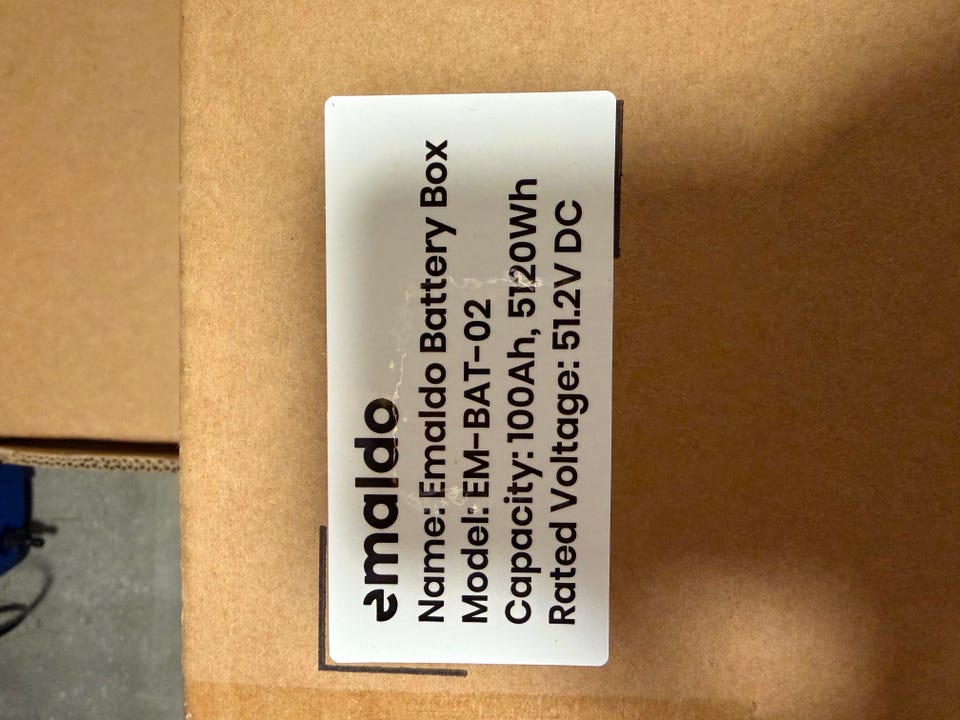 emaldo
Name: Emaldo Battery Box
Model: EM-BAT-02
Capacity: 100Ah, 5120Wh
Rated Voltage: 51.2V DC